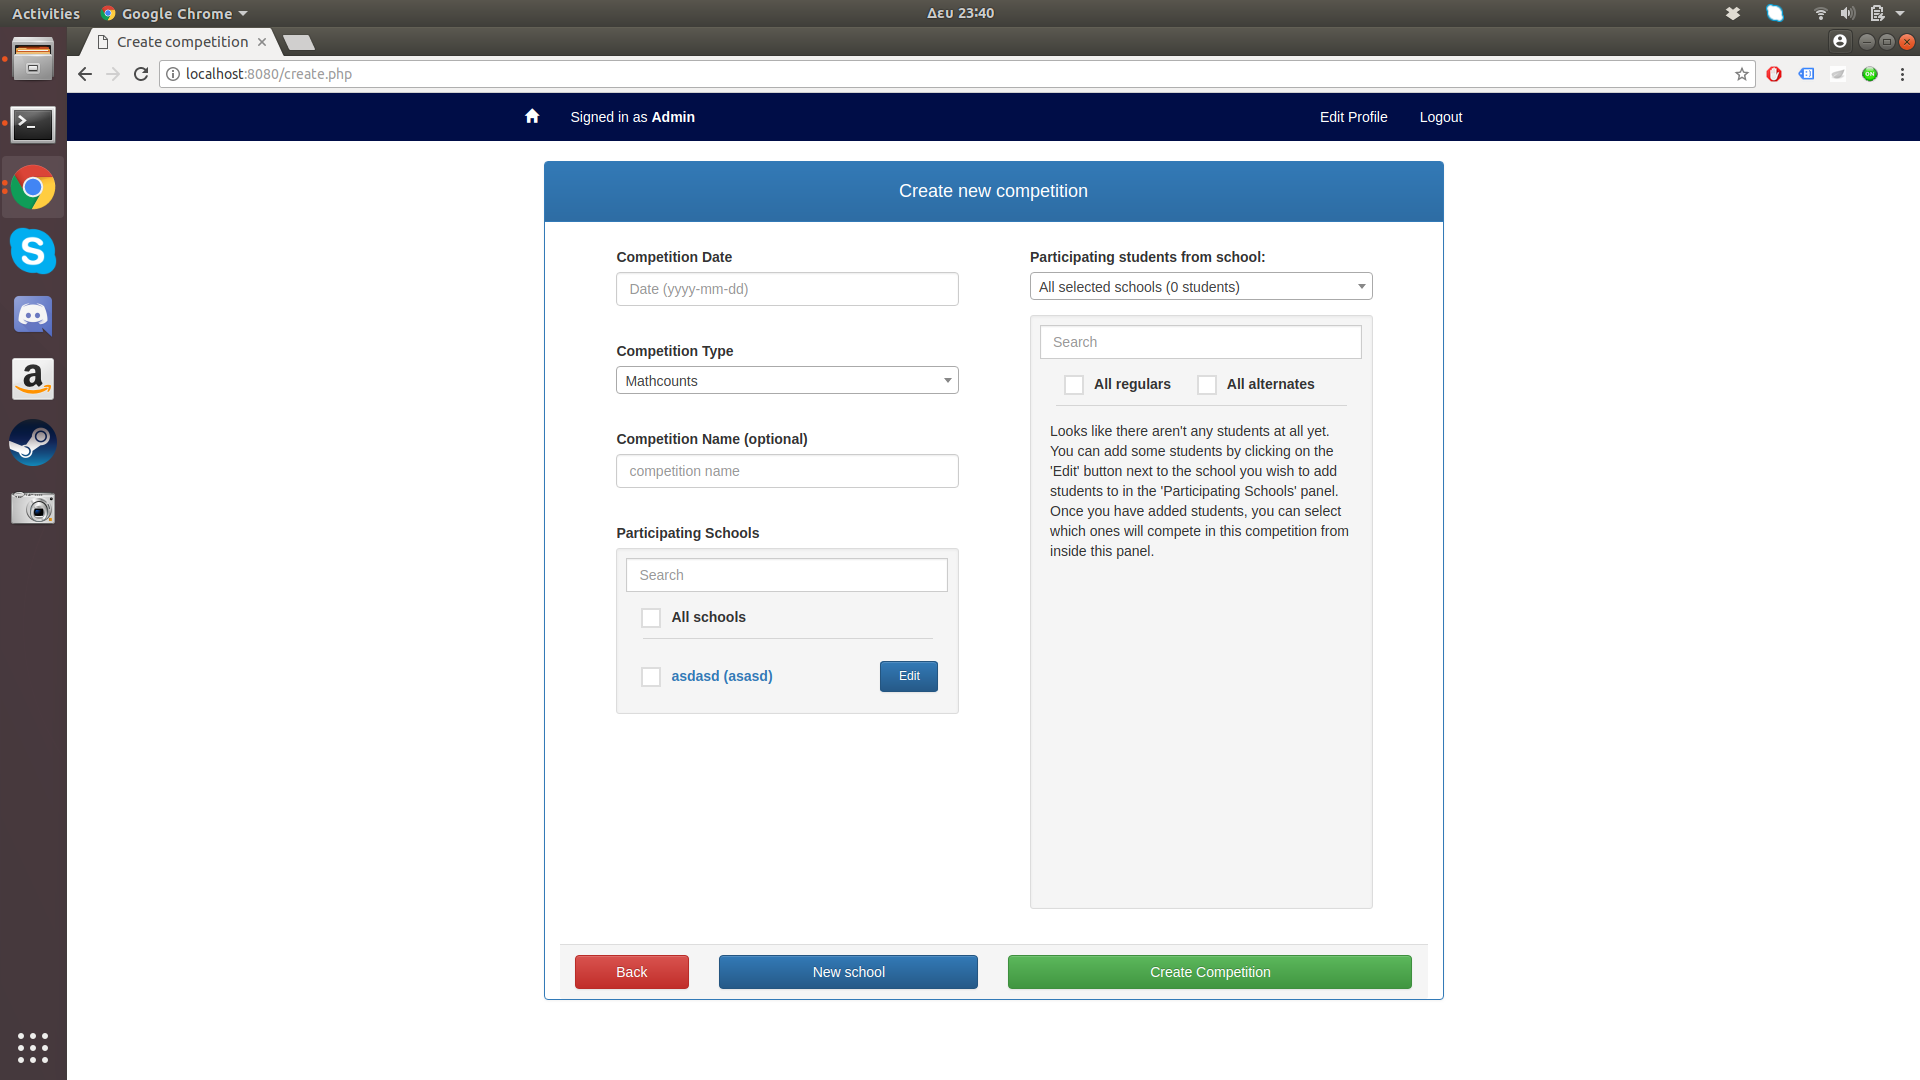 Activities
Google Chrome
Δευ 23:40
Create competition
localhost:8080/create.php
Signed in as Admin
Edit Profile
Logout
Create new competition
Competition Date
Date (yyyy-mm-dd)
Competition Type
Mathcounts
Competition Name (optional)
competition name
Participating Schools
Search
All schools
asdasd (asasd)
Edit
Participating students from school:
All selected schools (0 students)
Search
All regulars
All alternates
Looks like there aren't any students at all yet.
You can add some students by clicking on the
'Edit' button next to the school you wish to add
students to in the 'Participating Schools' panel.
Once you have added students, you can select
which ones will compete in this competition from
inside this panel.
Back
New school
Create Competition